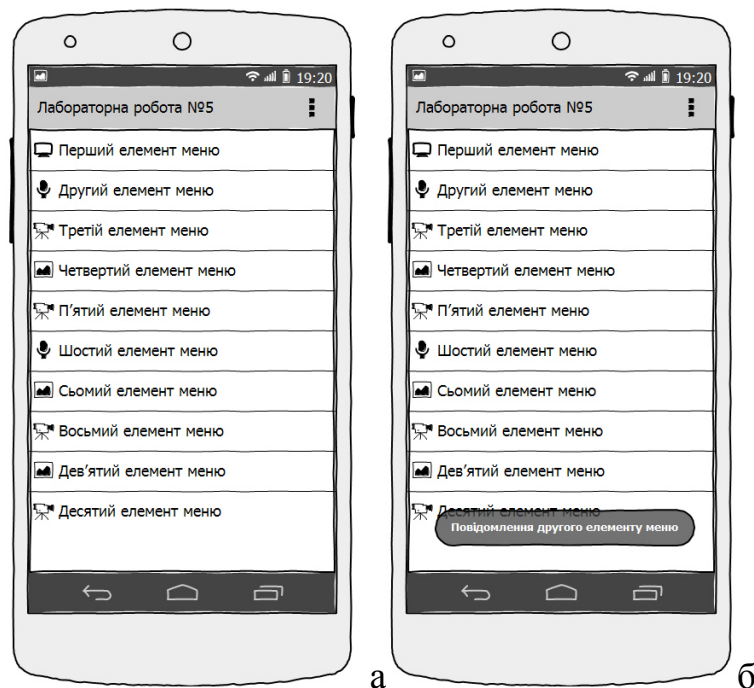 19:20
Лабораторна робота №5
Перший елемент меню
Другий елемент меню
Третій елемент меню
Четвертий елемент меню
П'ятий елемент меню
Шостий елемент меню
Сьомий елемент меню
Восьмий елемент меню
Дев'ятий елемент меню
Десятий елемент меню
а
19:20
Лабораторна робота №5
Перший елемент меню
Другий елемент меню
Третій елемент меню
Четвертий елемент меню
П'ятий елемент меню
Шостий елемент меню
Сьомий елемент меню
Восьмий елемент меню
Дев'ятий елемент меню
Десятий елемент меню
Повідомлення другого елементу меню
б